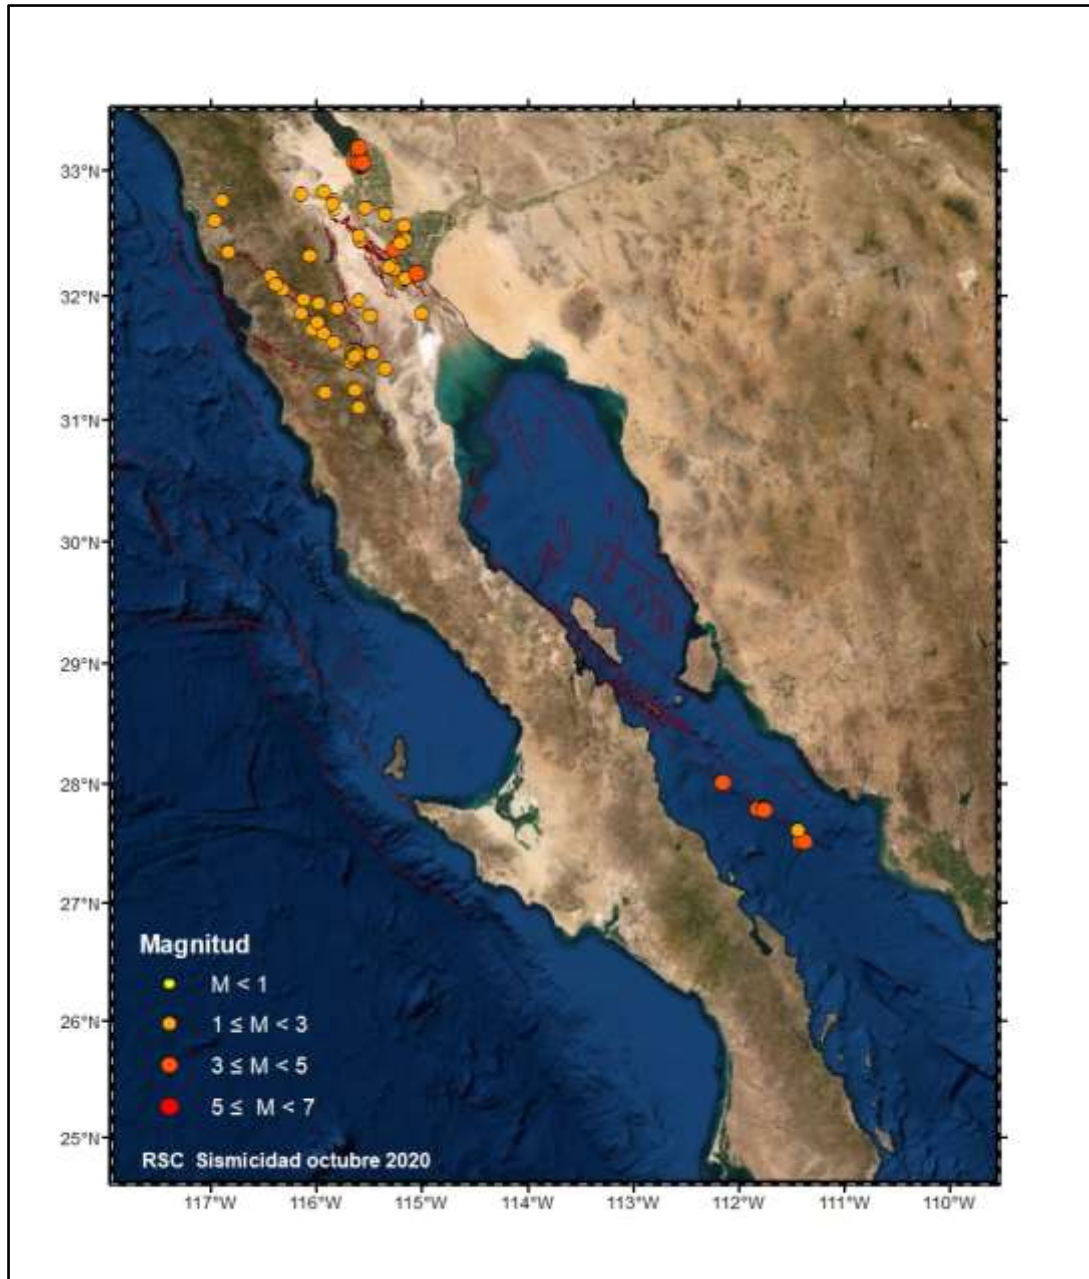 33°N
32°N
31°N
30°N
29°N
28°N
27°N
26°N
25°N
Magnitud
M < 1
1 ≤ M < 3
3 ≤ M < 5
5 ≤ M < 7
RSC Sismicidad octubre 2020
117°W 116°W 115°W 114°W 113°W 112°W 111°W 110°W